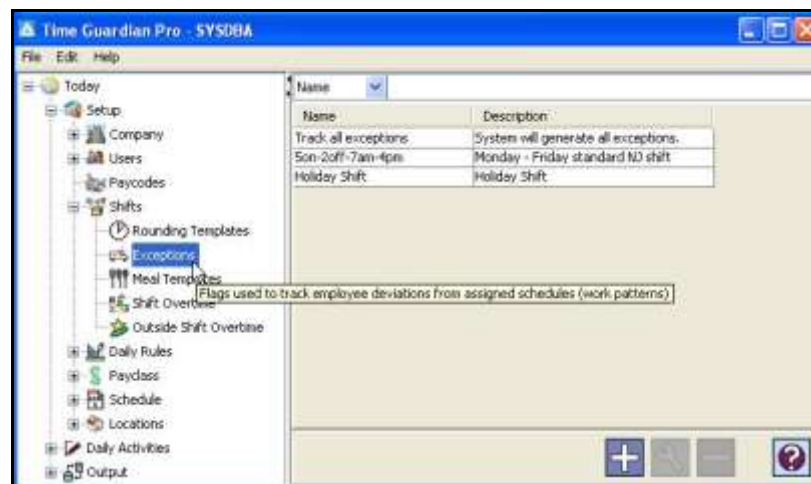 Time Guardian Pro - SYSDBA
File Edit Help
Today
Setup
Company
Users
Paycodes
Shifts
Rounding Templates
Exceptions
Meal Templates
Shift Overtime
Outside Shift Overtime
Daily Rules
Payclass
Schedule
Locations
Daily Activities
Output
Name
Name Description
Track all exceptions System will generate all exceptions.
5on-2off-7am-4pm Monday - Friday standard NJ shift
Holiday Shift Holiday Shift
Flags used to track employee deviations from assigned schedules (work patterns)